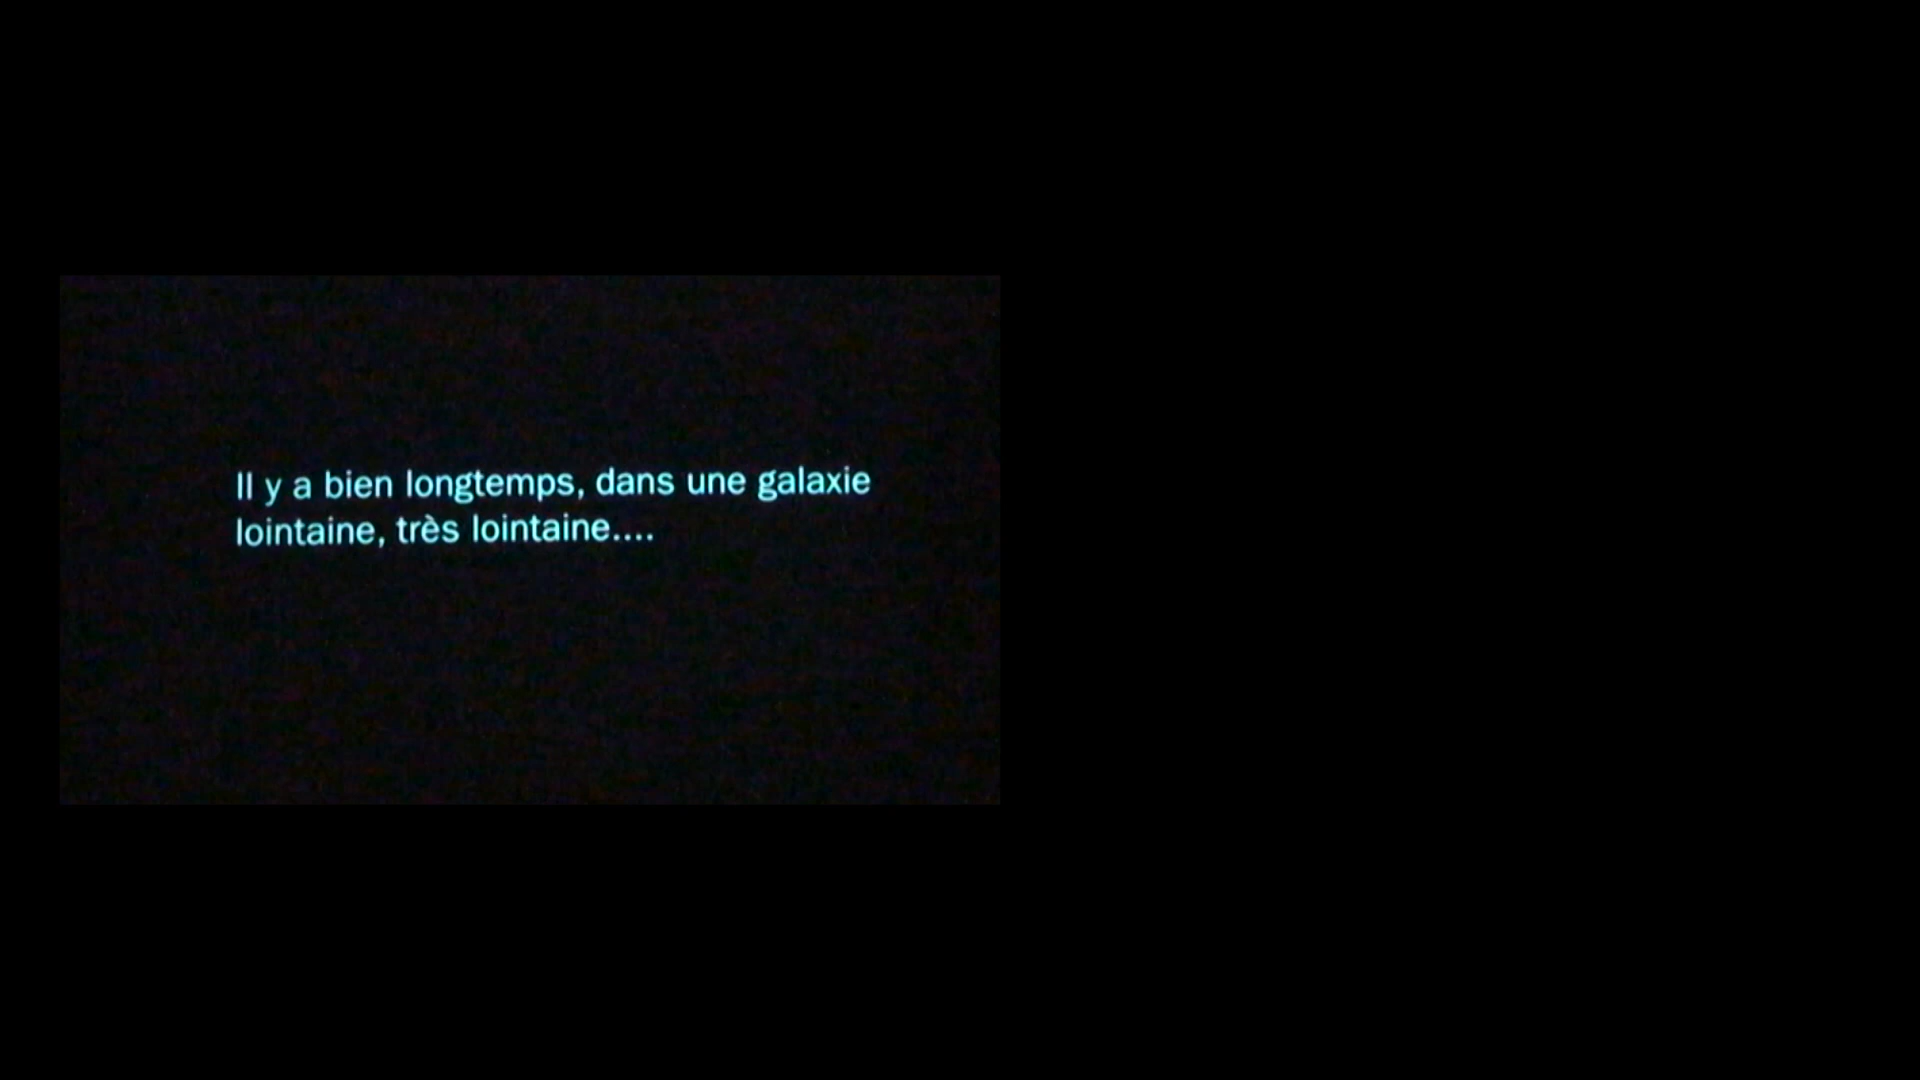 Il y a bien longtemps, dans une galaxie
lointaine, très lointaine....